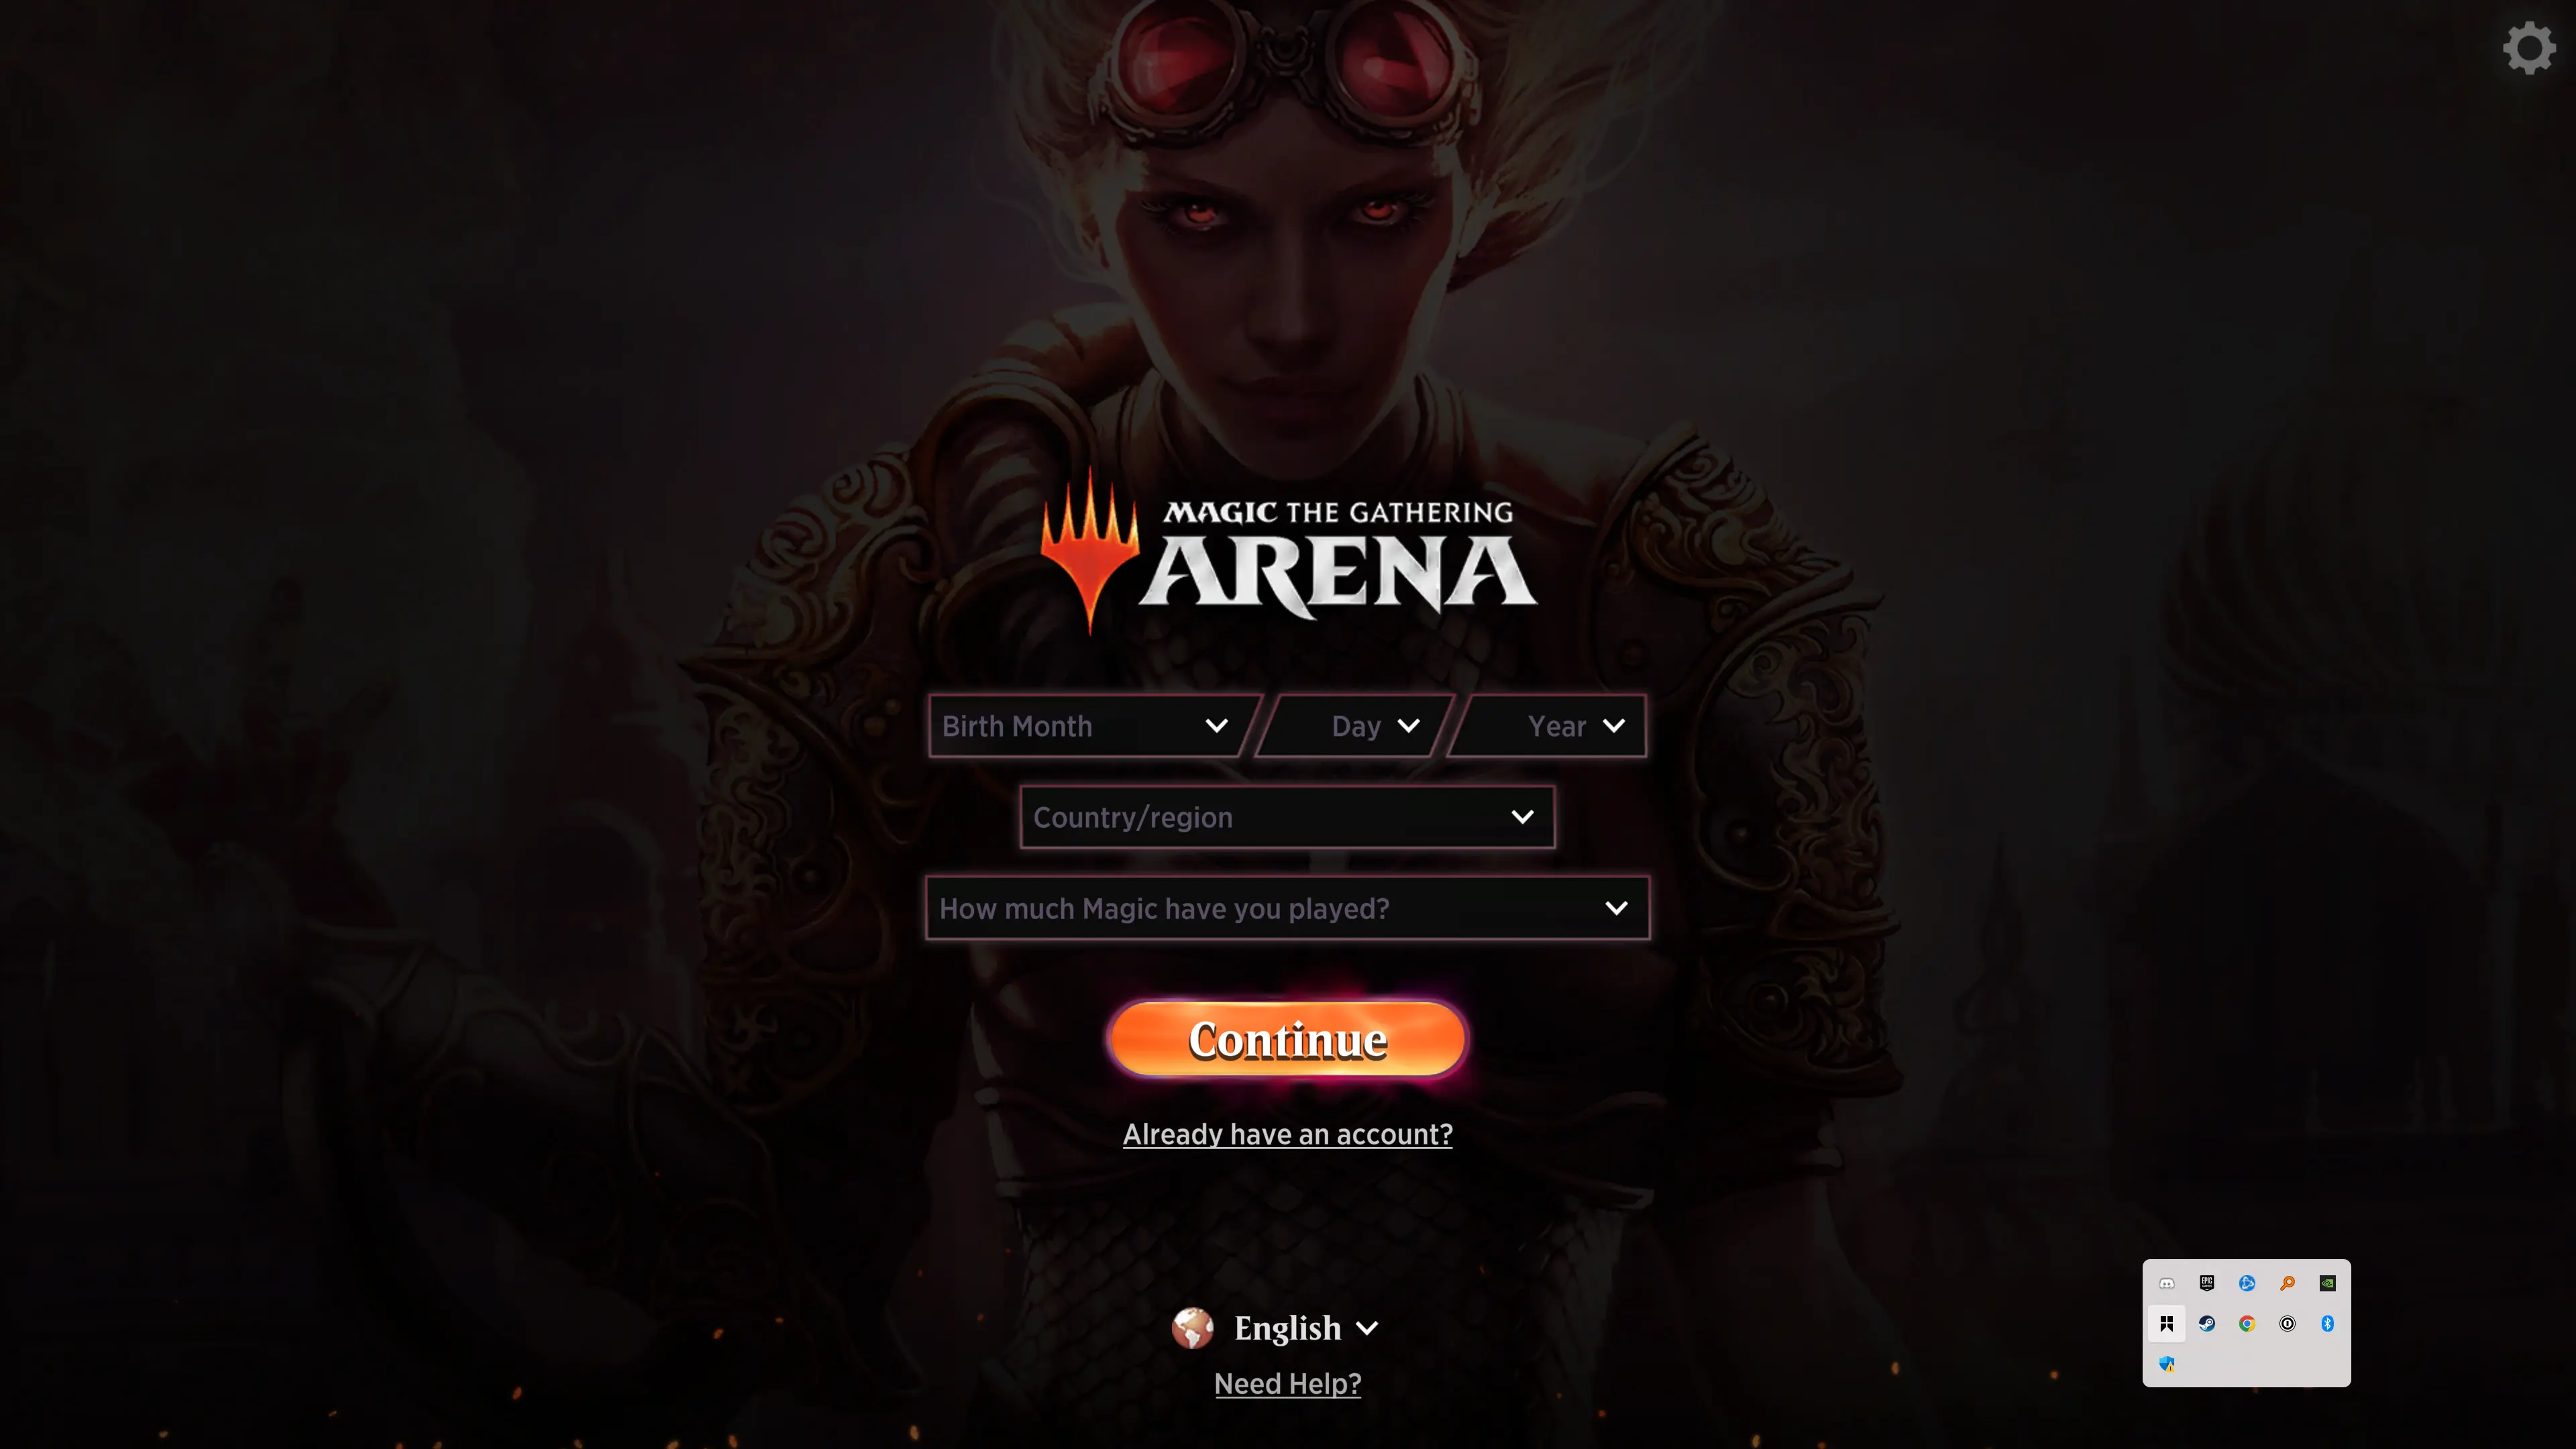 MAGIC THE GATHERING
ARENA
Birth Month
Day
Year
Country/region
How much Magic have you played?
Continue
Already have an account?
English
Need Help?
EPIC